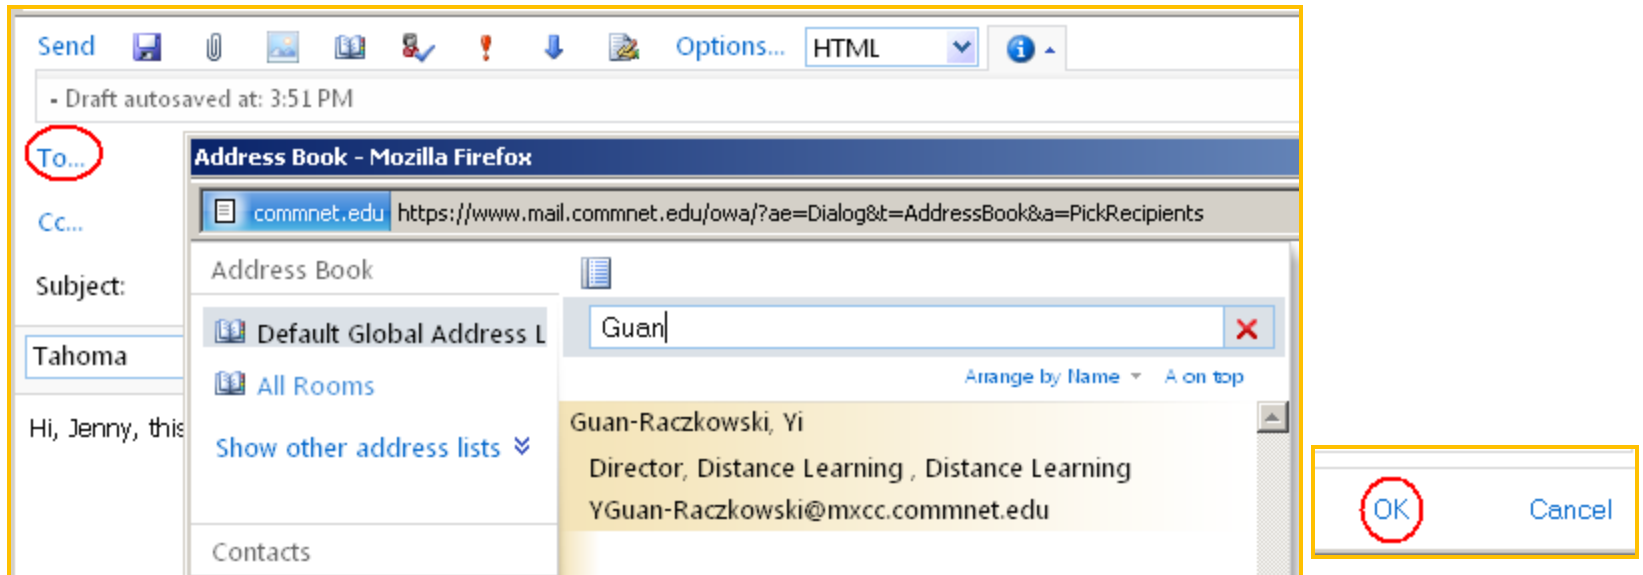 Send Options... HTML
- Draft autosaved at: 3:51 PM
To...
Cc...
Subject:
Tahoma
Hi, Jenny, this
Address Book - Mozilla Firefox
commnet.edu https://www.mail.commnet.edu/owa/?ae=Dialog&t=AddressBook&a=PickRecipients
Address Book
Default Global Address L
All Rooms
Show other address lists
Contacts
Guan
Arrange by Name A on top
Guan-Raczkowski, Yi
Director, Distance Learning , Distance Learning
YGuan-Raczkowski@mxcc.commnet.edu
OK Cancel